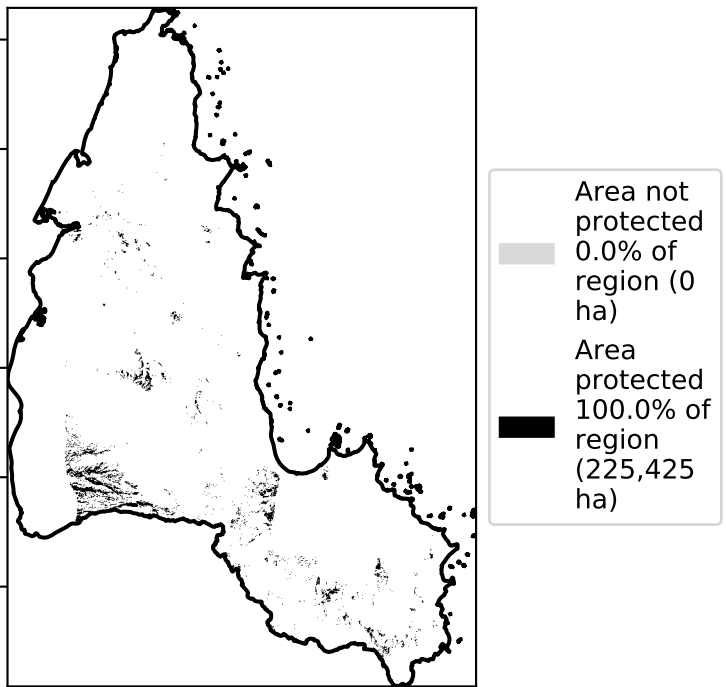 Area not
protected
0.0% of
region (0
ha)
Area
protected
100.0% of
region
(225,425
ha)